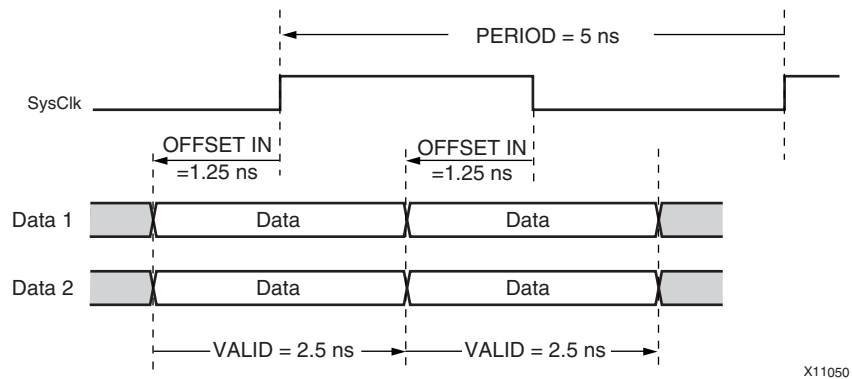 PERIOD = 5 ns
SysClk
OFFSET IN OFFSET IN
=1.25 ns =1.25 ns
Data 1 Data Data
Data 2 Data Data
VALID = 2.5 ns VALID = 2.5 ns
X11050